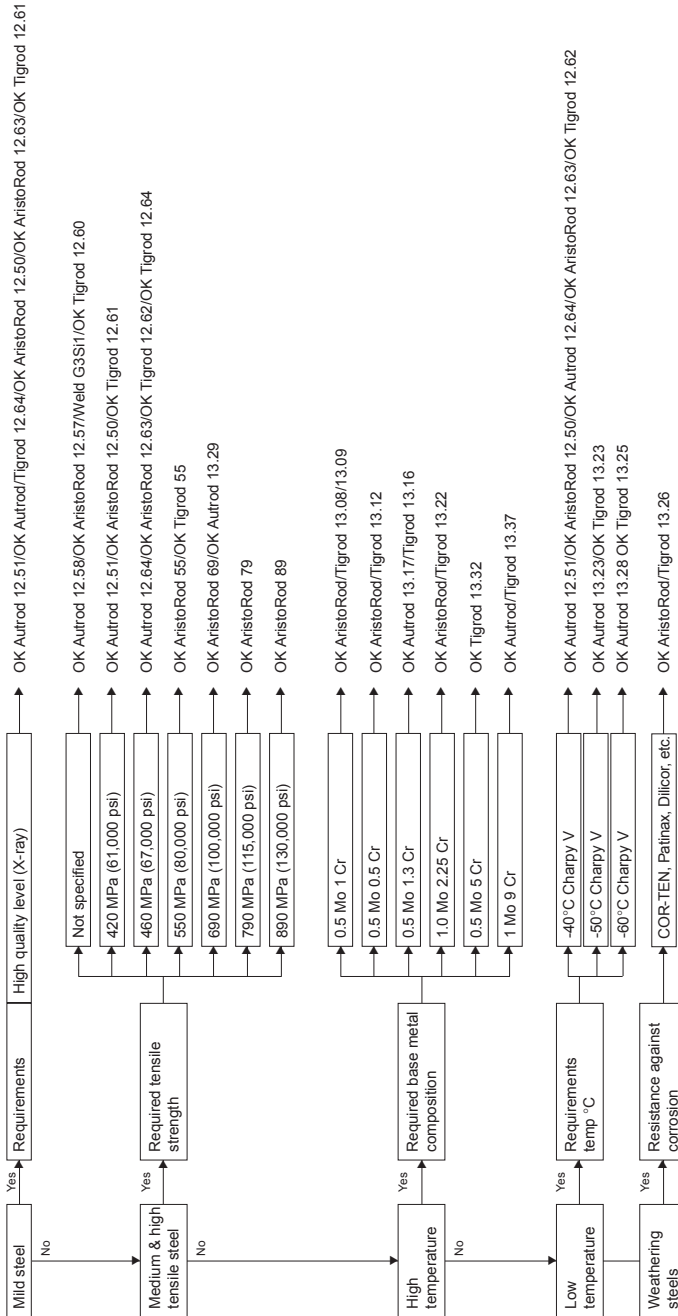 Mild steel
Yes
Requirements
High quality level (X-ray)
OK Autrod 12.51/OK Autrod/Tigrod 12.64/OK AristoRod 12.50/OK AristoRod 12.63/OK Tigrod 12.61
No
Medium & high
tensile steel
Yes
Required tensile
strength
Not specified
OK Autrod 12.58/OK AristoRod 12.57/Weld G3Si1/OK Tigrod 12.60
420 MPa (61,000 psi)
OK Autrod 12.51/OK AristoRod 12.50/OK Tigrod 12.61
460 MPa (67,000 psi)
OK Autrod 12.64/OK AristoRod 12.63/OK Tigrod 12.62/OK Tigrod 12.64
550 MPa (80,000 psi)
OK AristoRod 55/OK Tigrod 55
690 MPa (100,000 psi)
OK AristoRod 69/OK Autrod 13.29
790 MPa (115,000 psi)
OK AristoRod 79
890 MPa (130,000 psi)
OK AristoRod 89
No
High
temperature
Yes
Required base metal
composition
0.5 Mo 1 Cr
OK AristoRod/Tigrod 13.08/13.09
0.5 Mo 0.5 Cr
OK AristoRod/Tigrod 13.12
0.5 Mo 1.3 Cr
OK Autrod 13.17/Tigrod 13.16
1.0 Mo 2.25 Cr
OK AristoRod/Tigrod 13.22
0.5 Mo 5 Cr
OK Tigrod 13.32
1 Mo 9 Cr
OK Autrod/Tigrod 13.37
No
Low
temperature
Yes
Requirements
temp °C
-40°C Charpy V
OK Autrod 12.51/OK AristoRod 12.50/OK Autrod 12.64/OK AristoRod 12.63/OK Tigrod 12.62
-50°C Charpy V
OK Autrod 13.23/OK Tigrod 13.23
-60°C Charpy V
OK Autrod 13.28 OK Tigrod 13.25
Weathering
steels
Yes
Resistance against
corrosion
COR-TEN, Patinax, Dilicor, etc.
OK AristoRod/Tigrod 13.26